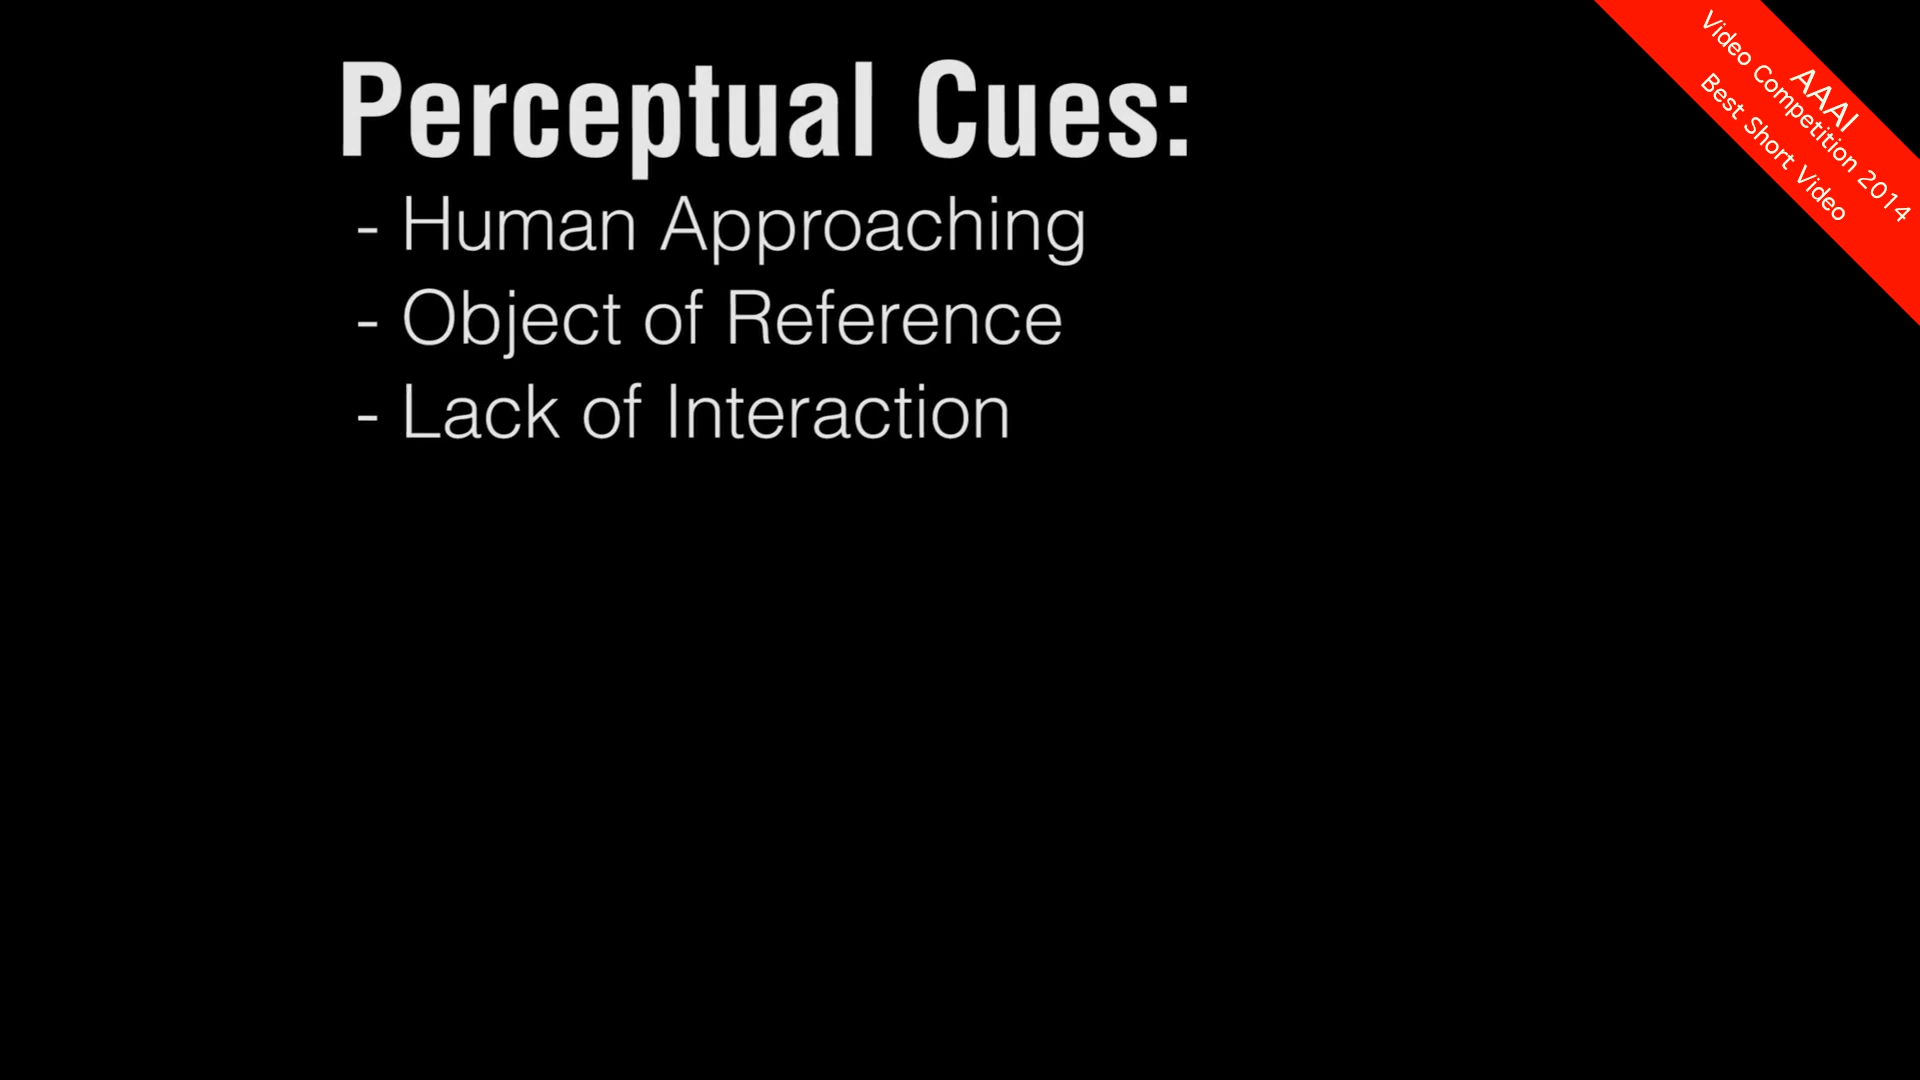 Perceptual Cues:
- Human Approaching
- Object of Reference
- Lack of Interaction
AAAI
Video Competition 2014
Best Short Video